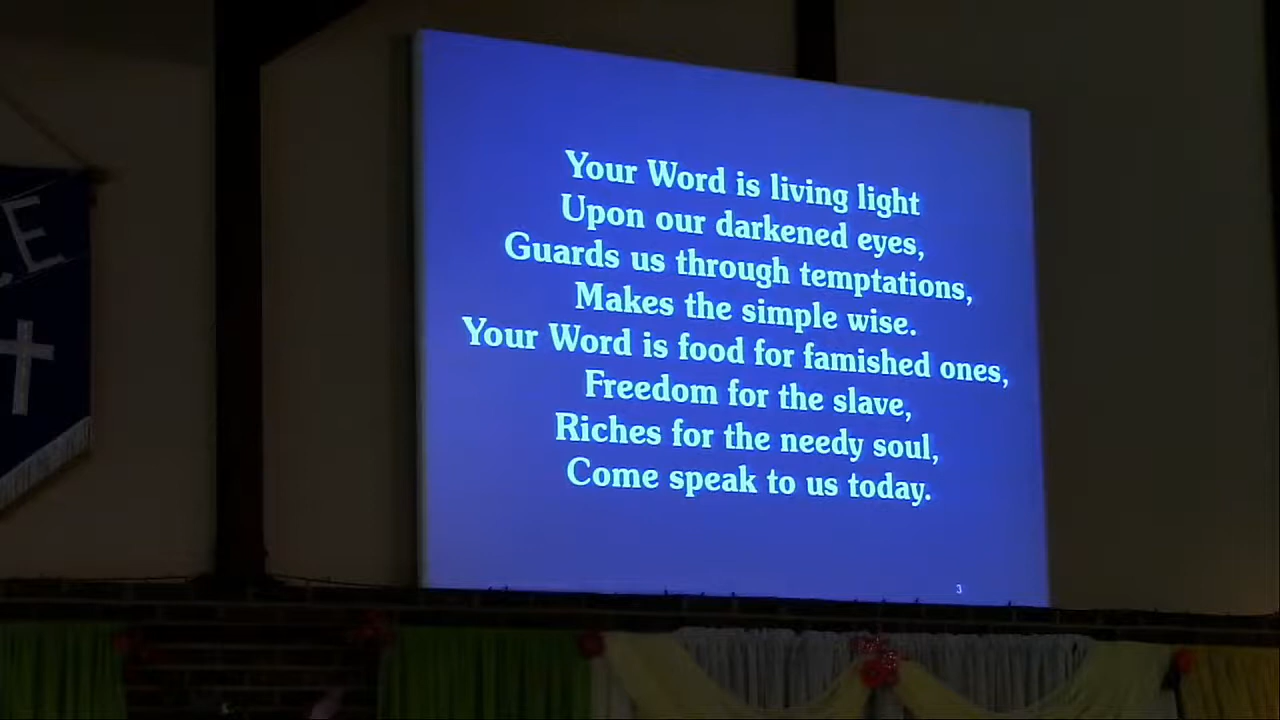 Your Word is living light
Upon our darkened eyes,
Guards us through temptations,
Makes the simple wise.
Your Word is food for famished ones,
Freedom for the slave,
Riches for the needy soul,
Come speak to us today.
3